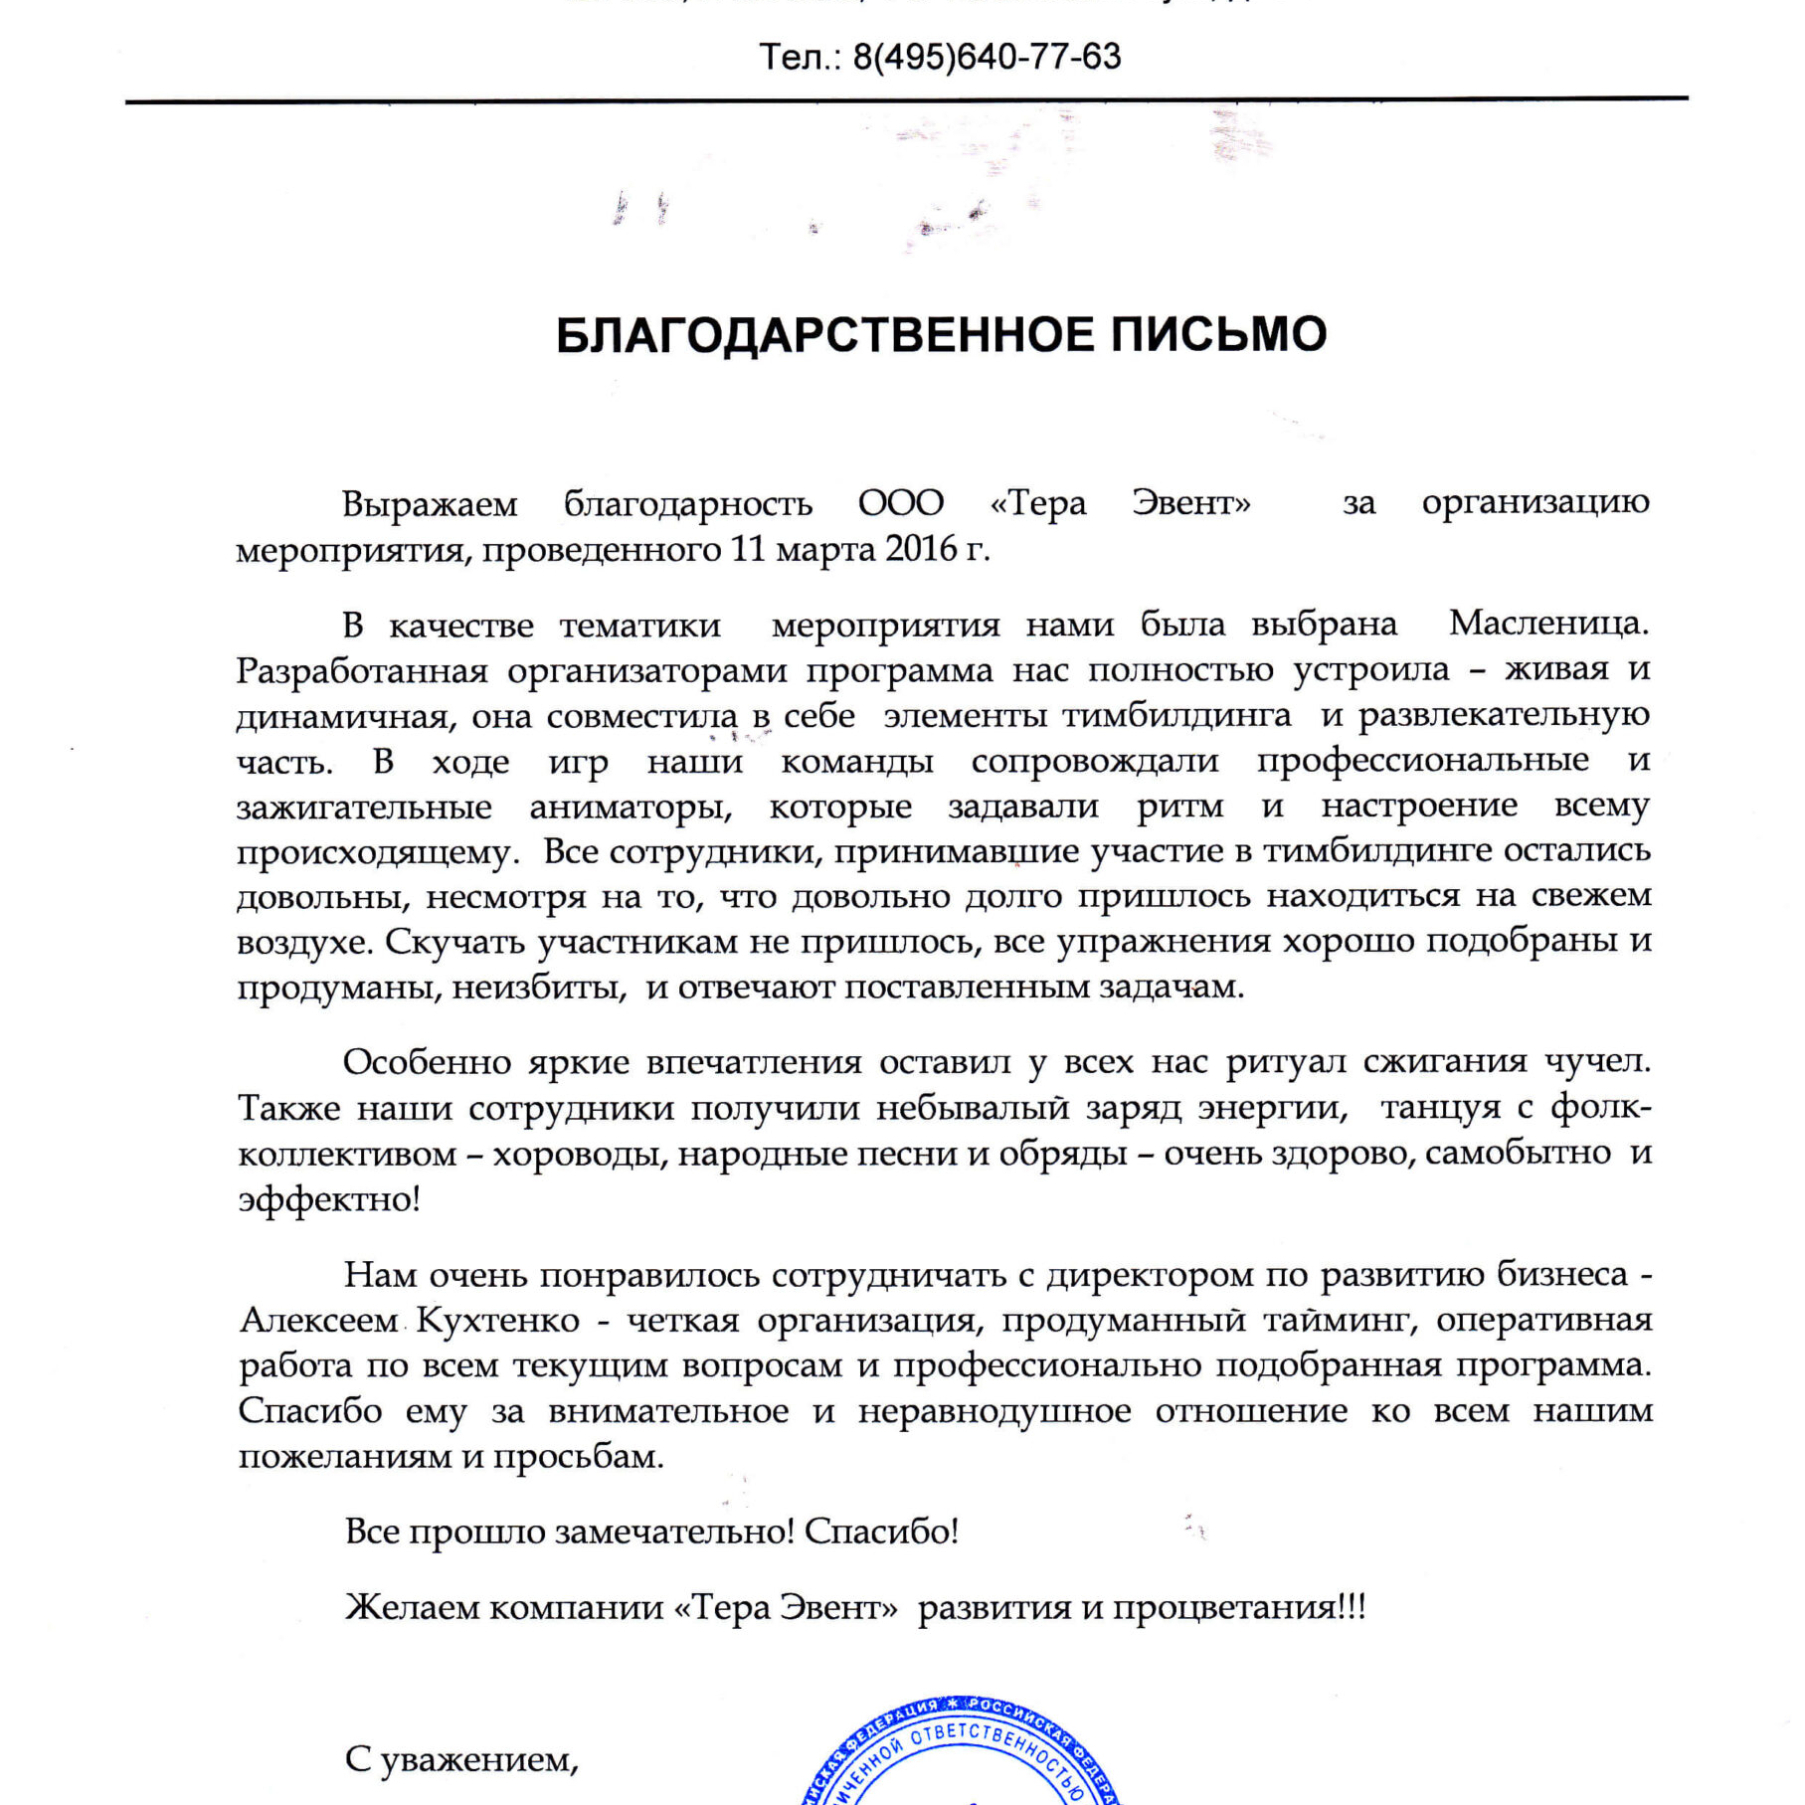 Тел.: 8(495)640-77-63
БЛАГОДАРСТВЕННОЕ ПИСЬМО
Выражаем благодарность ООО «Тера Эвент» за организацию
мероприятия, проведенного 11 марта 2016 г.
В качестве тематики мероприятия нами была выбрана Масленица.
Разработанная организаторами программа нас полностью устроила – живая и
динамичная, она совместила в себе элементы тимбилдинга и развлекательную
часть. В ходе игр наши команды сопровождали профессиональные и
зажигательные аниматоры, которые задавали ритм и настроение всему
происходящему. Все сотрудники, принимавшие участие в тимбилдинге остались
довольны, несмотря на то, что довольно долго пришлось находиться на свежем
воздухе. Скучать участникам не пришлось, все упражнения хорошо подобраны и
продуманы, неизбиты, и отвечают поставленным задачам.
Особенно яркие впечатления оставил у всех нас ритуал сжигания чучел.
Также наши сотрудники получили небывалый заряд энергии, танцуя с фолк-
коллективом – хороводы, народные песни и обряды – очень здорово, самобытно и
эффектно!
Нам очень понравилось сотрудничать с директором по развитию бизнеса -
Алексеем Кухтенко - четкая организация, продуманный тайминг, оперативная
работа по всем текущим вопросам и профессионально подобранная программа.
Спасибо ему за внимательное и неравнодушное отношение ко всем нашим
пожеланиям и просьбам.
Все прошло замечательно! Спасибо!
Желаем компании «Тера Эвент» развития и процветания!!!
С уважением,
ФЕДЕРАЦИЯ * РОССИЙСКАЯ
ОТВЕТСТВЕННОСТЬЮ